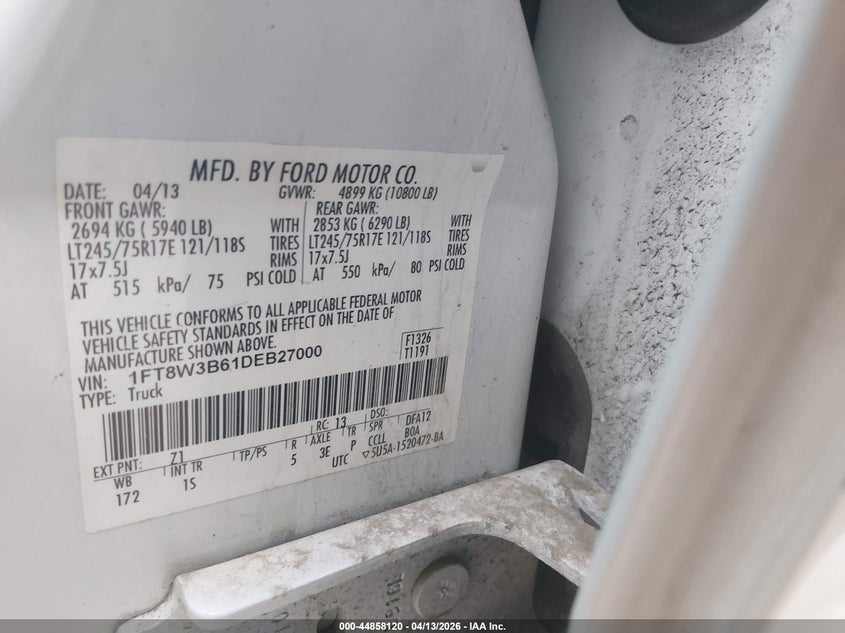 MFD. BY FORD MOTOR CO.
DATE: 04/13 GVWR: 4899 KG (10800 LB)
FRONT GAWR: REAR GAWR:
2694 KG ( 5940 LB) WITH 2853 KG ( 6290 LB) WITH
LT245/75R17E 121/118S TIRES LT245/75R17E 121/118S TIRES
17x7.5J RIMS 17x7.5J RIMS
AT 515 kPa/ 75 PSI COLD AT 550 kPa/ 80 PSI COLD
THIS VEHICLE CONFORMS TO ALL APPLICABLE FEDERAL MOTOR
VEHICLE SAFETY STANDARDS IN EFFECT ON THE DATE OF
MANUFACTURE SHOWN ABOVE.
F1326
T1191
VIN: 1FT8W3B61DEB27000
TYPE: Truck
EXT PNT: Z1 RC: 13 DSO:
WB INT TR TP/PS R AXLE TR SPR DFA12
172 1S 5 3E P CCLL BOA
UTC ▽5U5A-1520472-BA
000-44858120 - 04/13/2026 - IAA Inc.